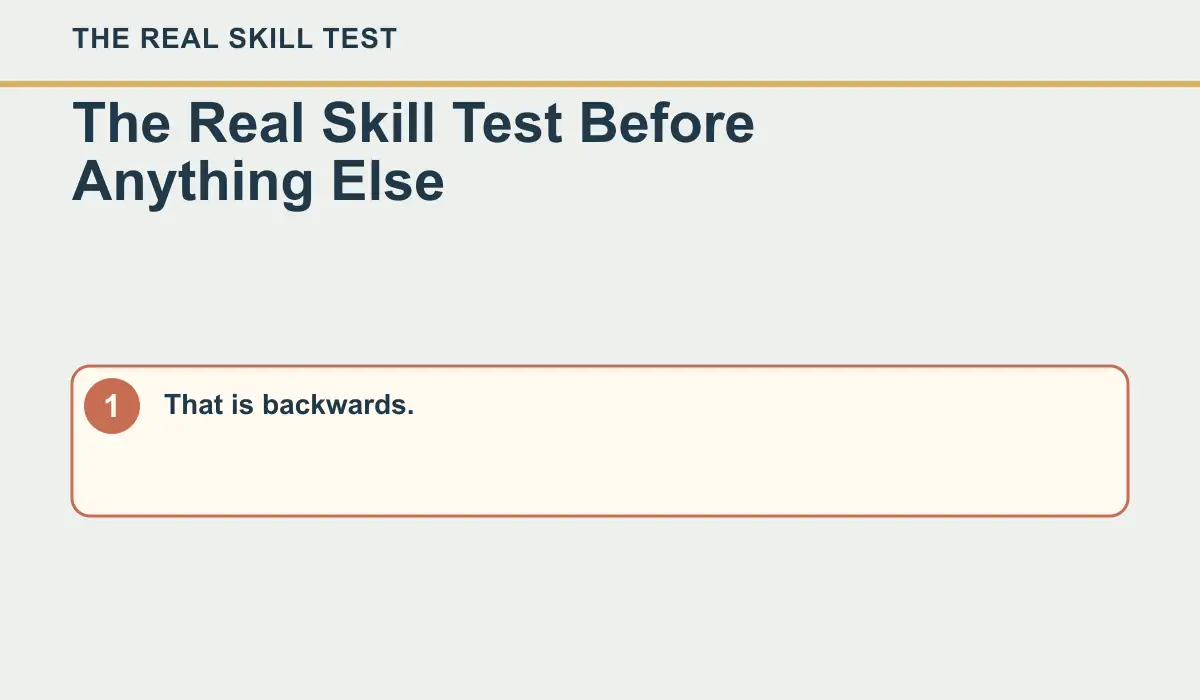 THE REAL SKILL TEST
The Real Skill Test Before
Anything Else
1
That is backwards.